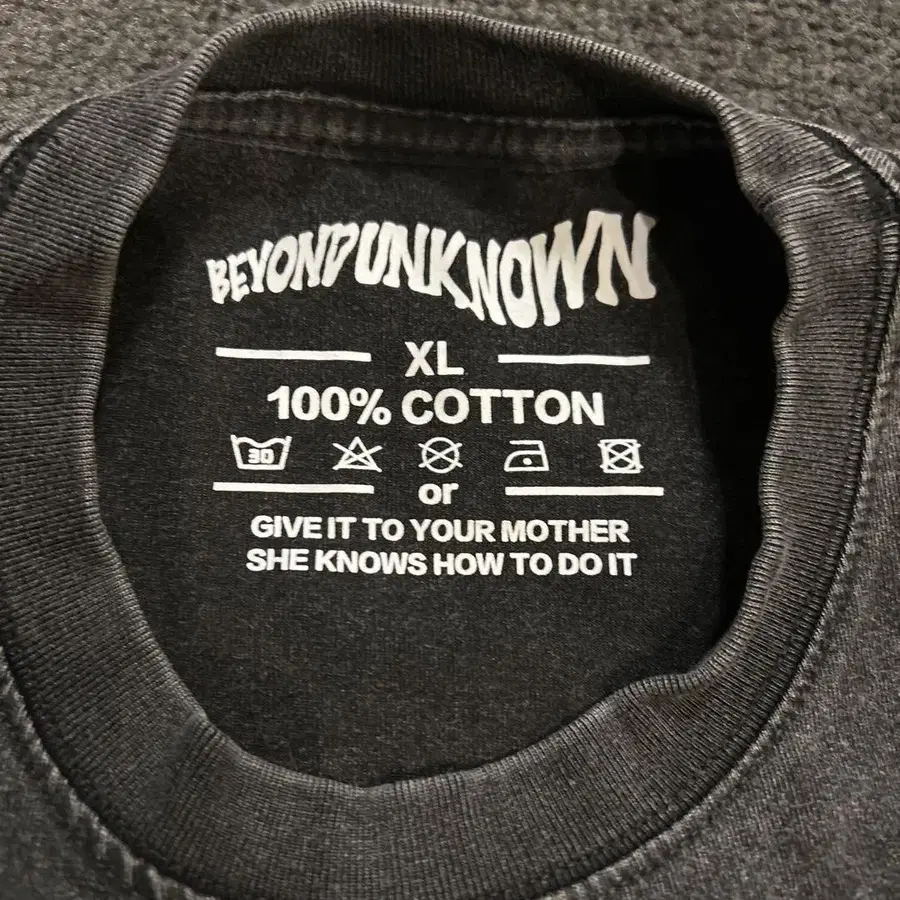 BEYONDUNKNOWN
XL
100% COTTON
30
or
GIVE IT TO YOUR MOTHER
SHE KNOWS HOW TO DO IT